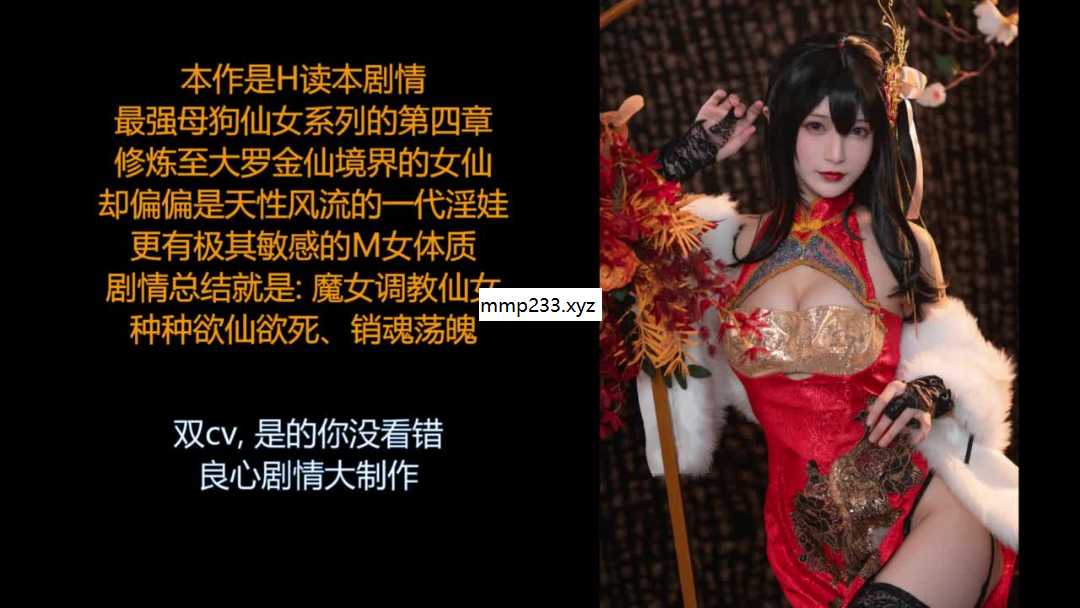 本作是H读本剧情
最强母狗仙女系列的第四章
修炼至大罗金仙境界的女仙
却偏偏是天性风流的一代淫娃
更有极其敏感的M女体质
剧情总结就是: 魔女调教仙女
mmp233.xyz
种种欲仙欲死、销魂荡魄
双cv, 是的你没看错
良心剧情大制作